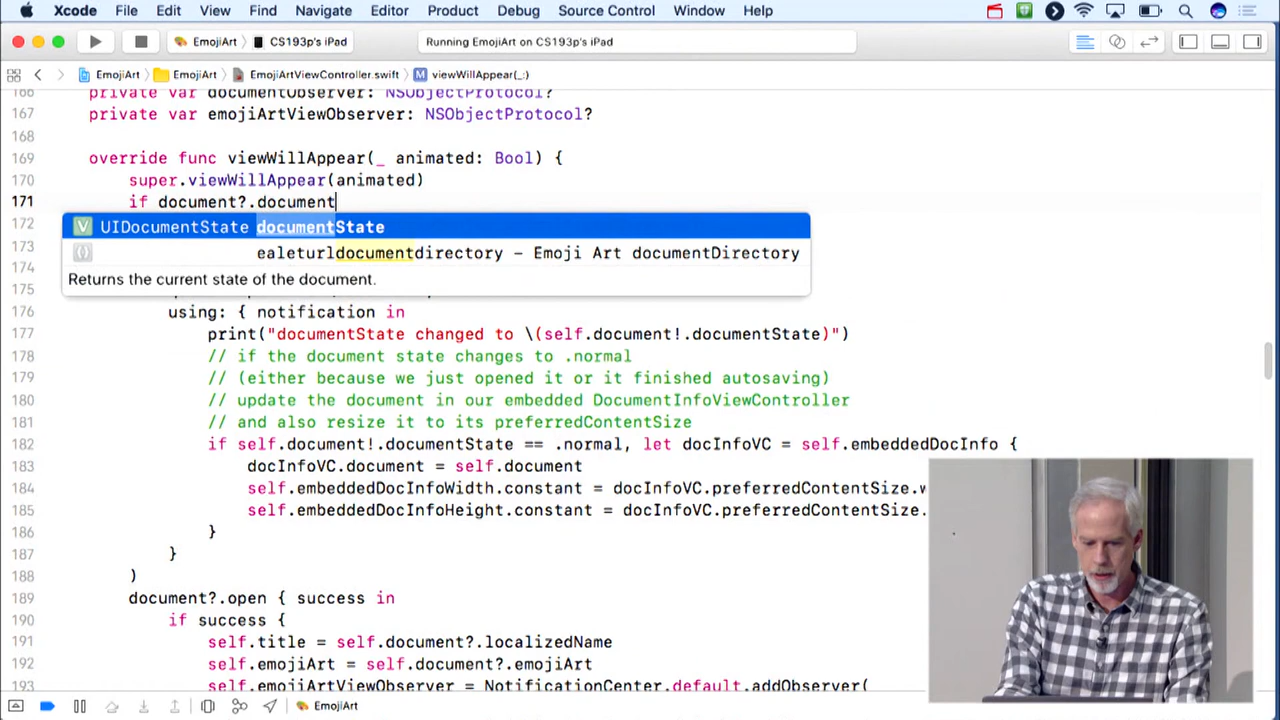 Xcode File Edit View Find Navigate Editor Product Debug Source Control Window Help
EmojiArt CS193p's iPad Running EmojiArt on CS193p's iPad
EmojiArt EmojiArt EmojiArtViewController.swift M viewWillAppear(_:)
166 private var documentObserver: NSObjectProtocol?
167 private var emojiArtViewObserver: NSObjectProtocol?
168
169 override func viewWillAppear(_ animated: Bool) {
170 super.viewWillAppear(animated)
171 if document?.document
172 V UIDocumentState documentState
173 ealeturldocumentdirectory – Emoji Art documentDirectory
174 Returns the current state of the document.
175
176 using: { notification in
177 print("documentState changed to \(self.document!.documentState)")
178 // if the document state changes to .normal
179 // (either because we just opened it or it finished autosaving)
180 // update the document in our embedded DocumentInfoViewController
181 // and also resize it to its preferredContentSize
182 if self.document!.documentState == .normal, let docInfoVC = self.embeddedDocInfo {
183 docInfoVC.document = self.document
184 self.embeddedDocInfoWidth.constant = docInfoVC.preferredContentSize.w
185 self.embeddedDocInfoHeight.constant = docInfoVC.preferredContentSize.
186 }
187 }
188 )
189 document?.open { success in
190 if success {
191 self.title = self.document?.localizedName
192 self.emojiArt = self.document?.emojiArt
193 self.emojiArtViewObserver = NotificationCenter.default.addObserver(
EmojiArt